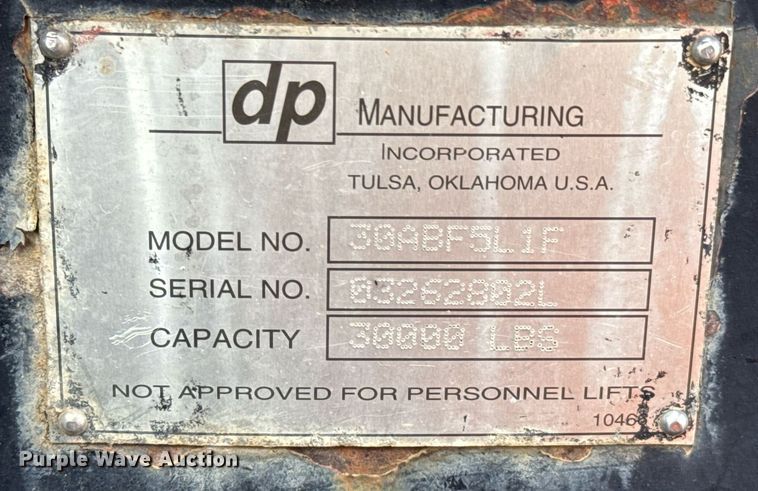 dp MANUFACTURING
INCORPORATED
TULSA, OKLAHOMA U.S.A.
MODEL NO. 30ABF5L1F
SERIAL NO. 03262802L
CAPACITY 30000 LBS
NOT APPROVED FOR PERSONNEL LIFTS
Purple Wave Auction